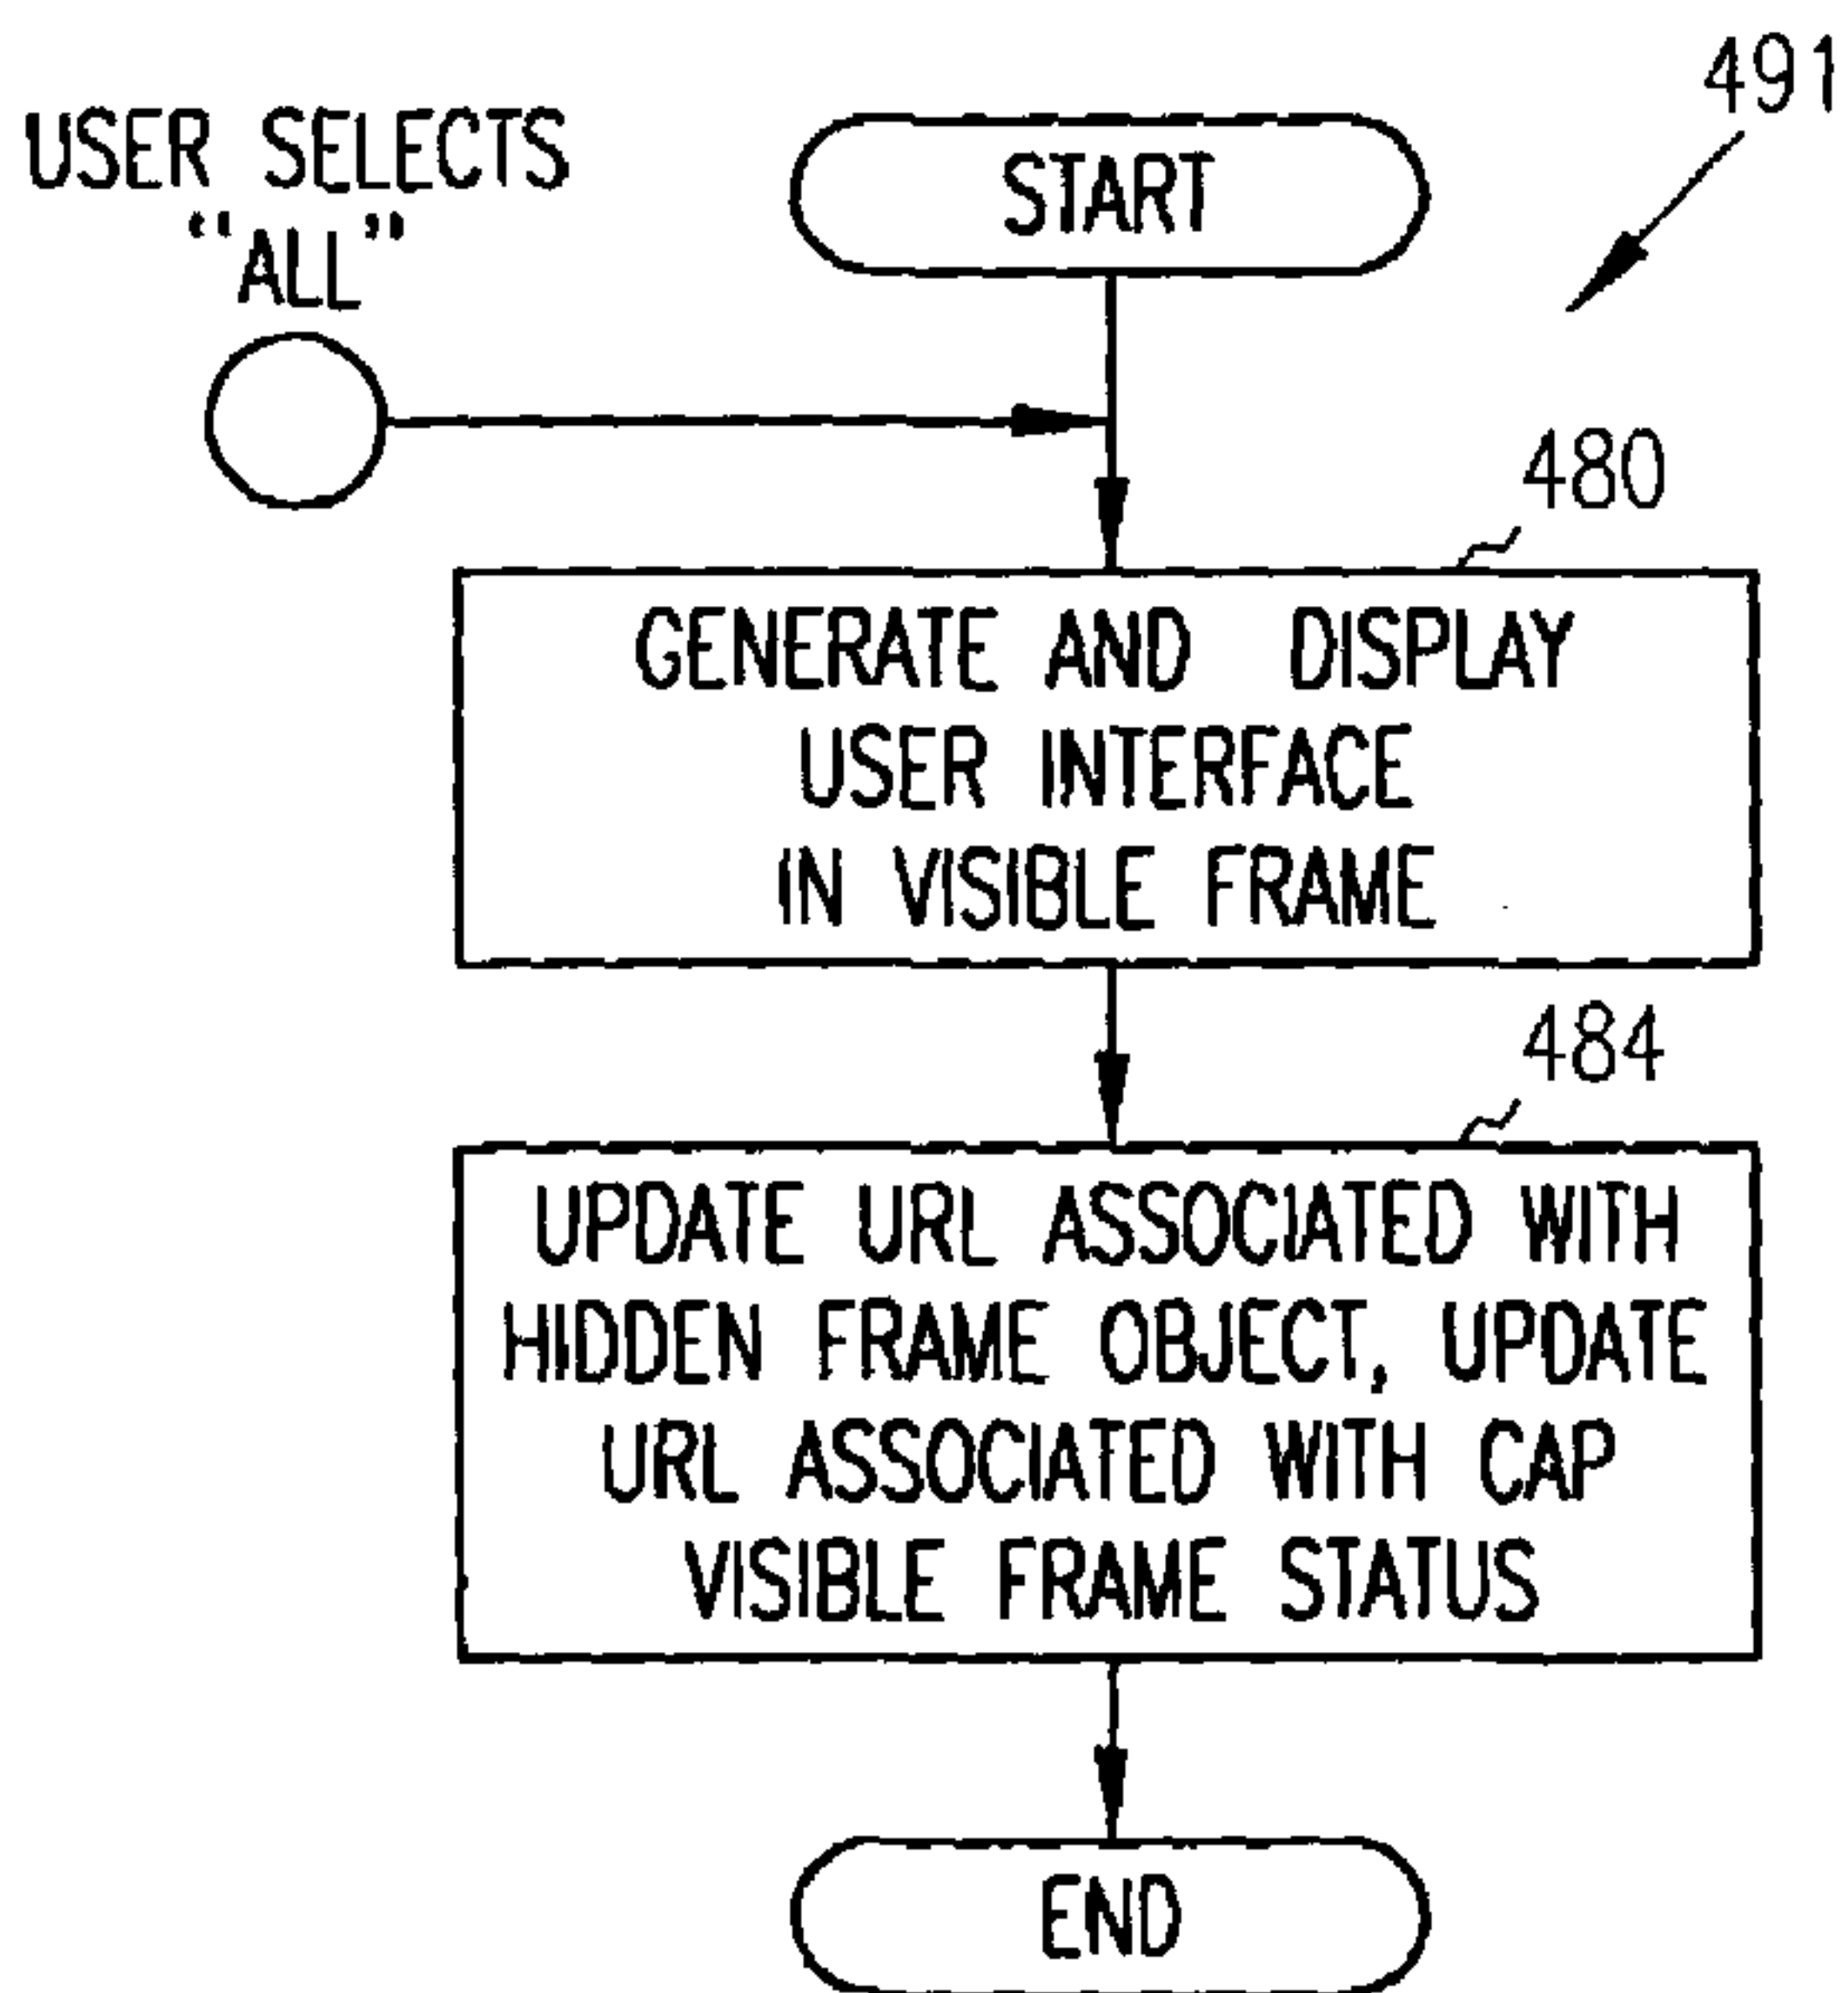 491
USER SELECTS
“ALL”
START
480
GENERATE AND DISPLAY
USER INTERFACE
IN VISIBLE FRAME
484
UPDATE URL ASSOCIATED WITH
HIDDEN FRAME OBJECT, UPDATE
URL ASSOCIATED WITH CAP
VISIBLE FRAME STATUS
END